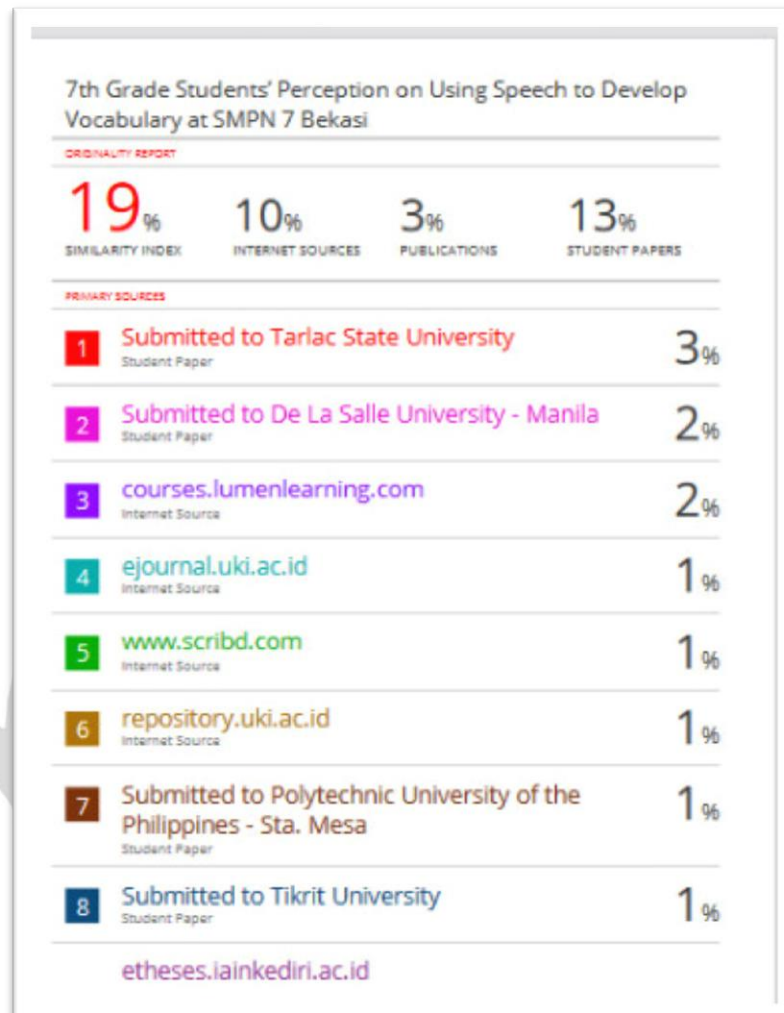 7th Grade Students' Perception on Using Speech to Develop
Vocabulary at SMPN 7 Bekasi
ORIGINALITY REPORT
19% 10% 3% 13%
SIMILARITY INDEX INTERNET SOURCES PUBLICATIONS STUDENT PAPERS
PRIMARY SOURCES
1 Submitted to Tarlac State University 3%
Student Paper
2 Submitted to De La Salle University - Manila 2%
Student Paper
3 courses.lumenlearning.com 2%
Internet Source
4 ejournal.uki.ac.id 1%
Internet Source
5 www.scribd.com 1%
Internet Source
6 repository.uki.ac.id 1%
Internet Source
7 Submitted to Polytechnic University of the 1%
Philippines - Sta. Mesa
Student Paper
8 Submitted to Tikrit University 1%
Student Paper
etheses.iainkediri.ac.id